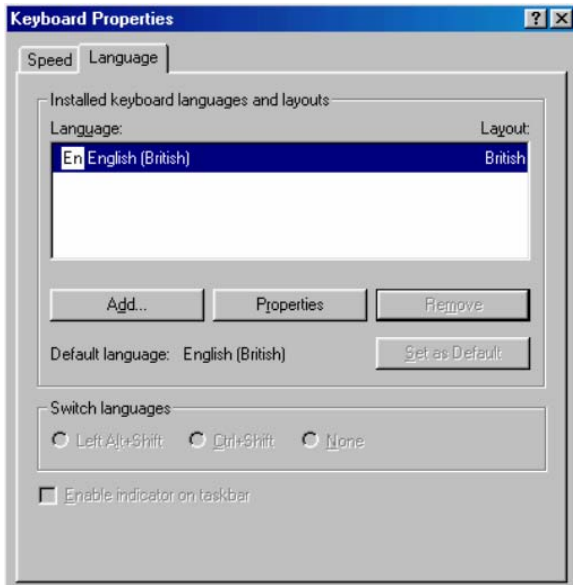 Keyboard Properties
Speed Language
Installed keyboard languages and layouts
Language: Layout:
En English (British) British
Add... Properties Remove
Default language: English (British) Set as Default
Switch languages
Left Alt+Shift Ctrl+Shift None
Enable indicator on taskbar